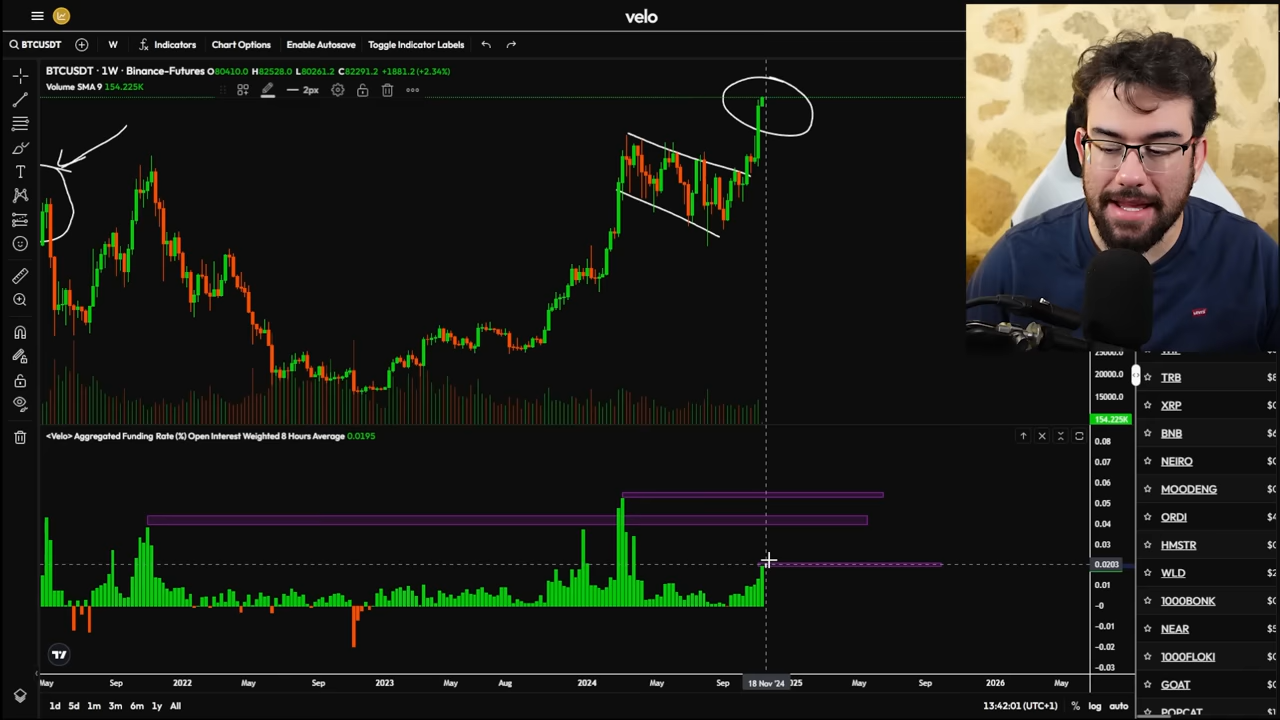 velo
BTCUSDT W Indicators Chart Options Enable Autosave Toggle Indicator Labels
BTCUSDT · 1W · Binance-Futures O80410.0 H82528.0 L80261.2 C82291.2 +1881.2 (+2.34%)
Volume SMA 9 154.225K
2px
25000.0
20000.0
15000.0
154.225K
<Velo> Aggregated Funding Rate (%) Open Interest Weighted 8 Hours Average 0.0195
0.08
0.07
0.06
0.05
0.04
0.03
0.0203
0.01
-0
-0.01
-0.02
-0.03
TRB
XRP
BNB
NEIRO
MOODENG
ORDI
HMSTR
WLD
1000BONK
NEAR
1000FLOKI
GOAT
POPCAT
May Sep 2022 May Sep 2023 May Aug 2024 May Sep 18 Nov '24 2025 May Sep 2026 May
1d 5d 1m 3m 6m 1y All 13:42:01 (UTC+1) % log auto